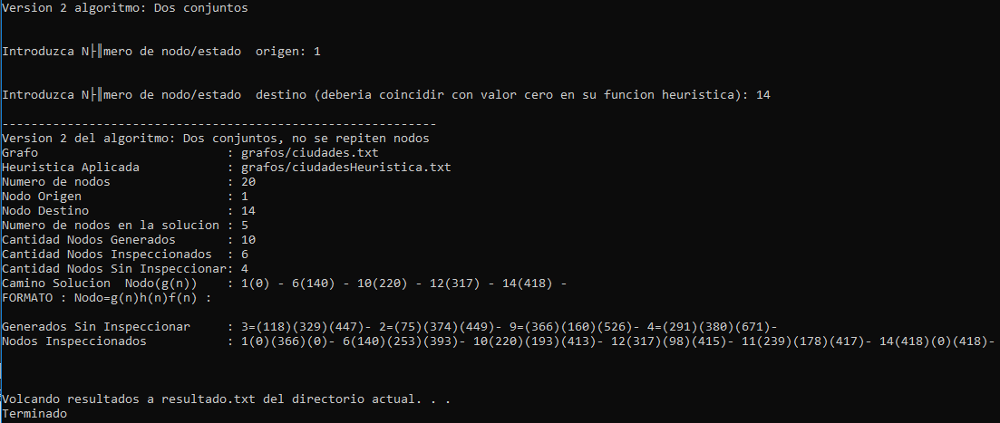 Version 2 algoritmo: Dos conjuntos
Introduzca N├║mero de nodo/estado  origen: 1
Introduzca N├║mero de nodo/estado  destino (deberia coincidir con valor cero en su funcion heuristica): 14
------------------------------------------------------------
Version 2 del algoritmo: Dos conjuntos, no se repiten nodos
Grafo                          : grafos/ciudades.txt
Heuristica Aplicada            : grafos/ciudadesHeuristica.txt
Numero de nodos                : 20
Nodo Origen                    : 1
Nodo Destino                   : 14
Numero de nodos en la solucion : 5
Cantidad Nodos Generados       : 10
Cantidad Nodos Inspeccionados  : 6
Cantidad Nodos Sin Inspeccionar: 4
Camino Solucion  Nodo(g(n))    : 1(0) - 6(140) - 10(220) - 12(317) - 14(418) -
FORMATO : Nodo=g(n)h(n)f(n) :
Generados Sin Inspeccionar     : 3=(118)(329)(447)- 2=(75)(374)(449)- 9=(366)(160)(526)- 4=(291)(380)(671)-
Nodos Inspeccionados           : 1(0)(366)(0)- 6(140)(253)(393)- 10(220)(193)(413)- 12(317)(98)(415)- 11(239)(178)(417)- 14(418)(0)(418)-
Volcando resultados a resultado.txt del directorio actual. . .
Terminado